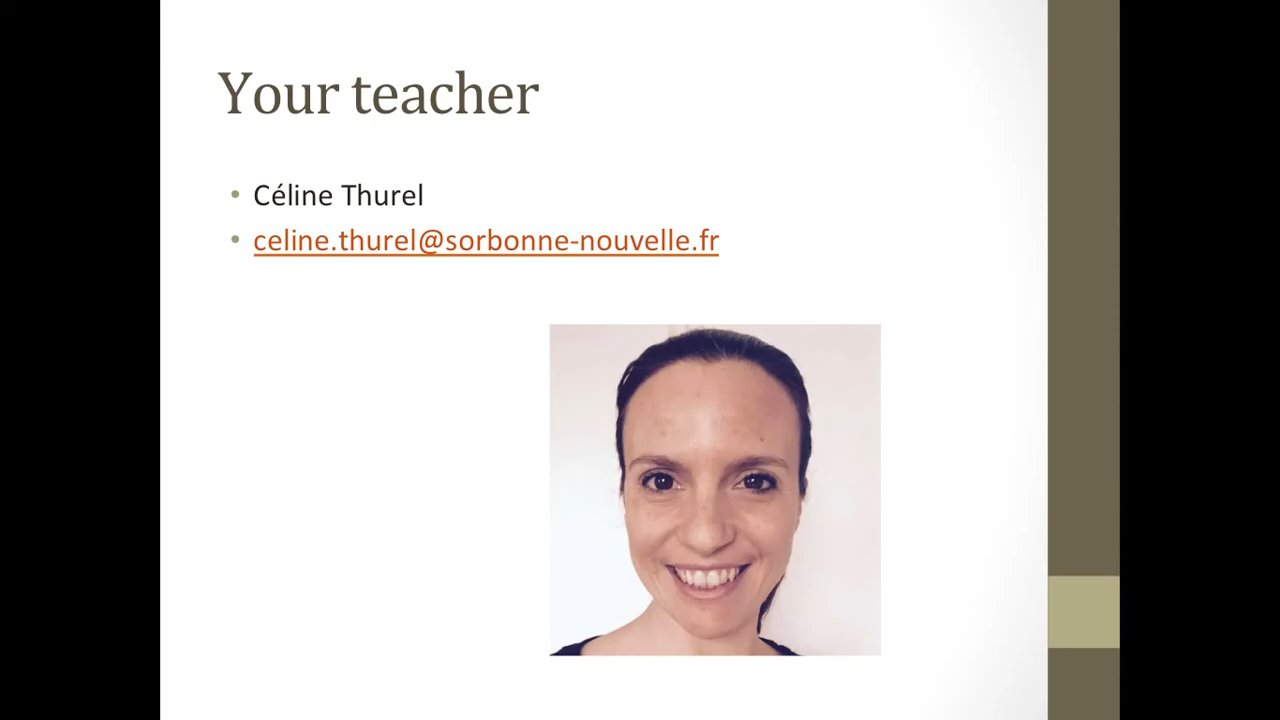 Your teacher
• Céline Thurel
• celine.thurel@sorbonne-nouvelle.fr